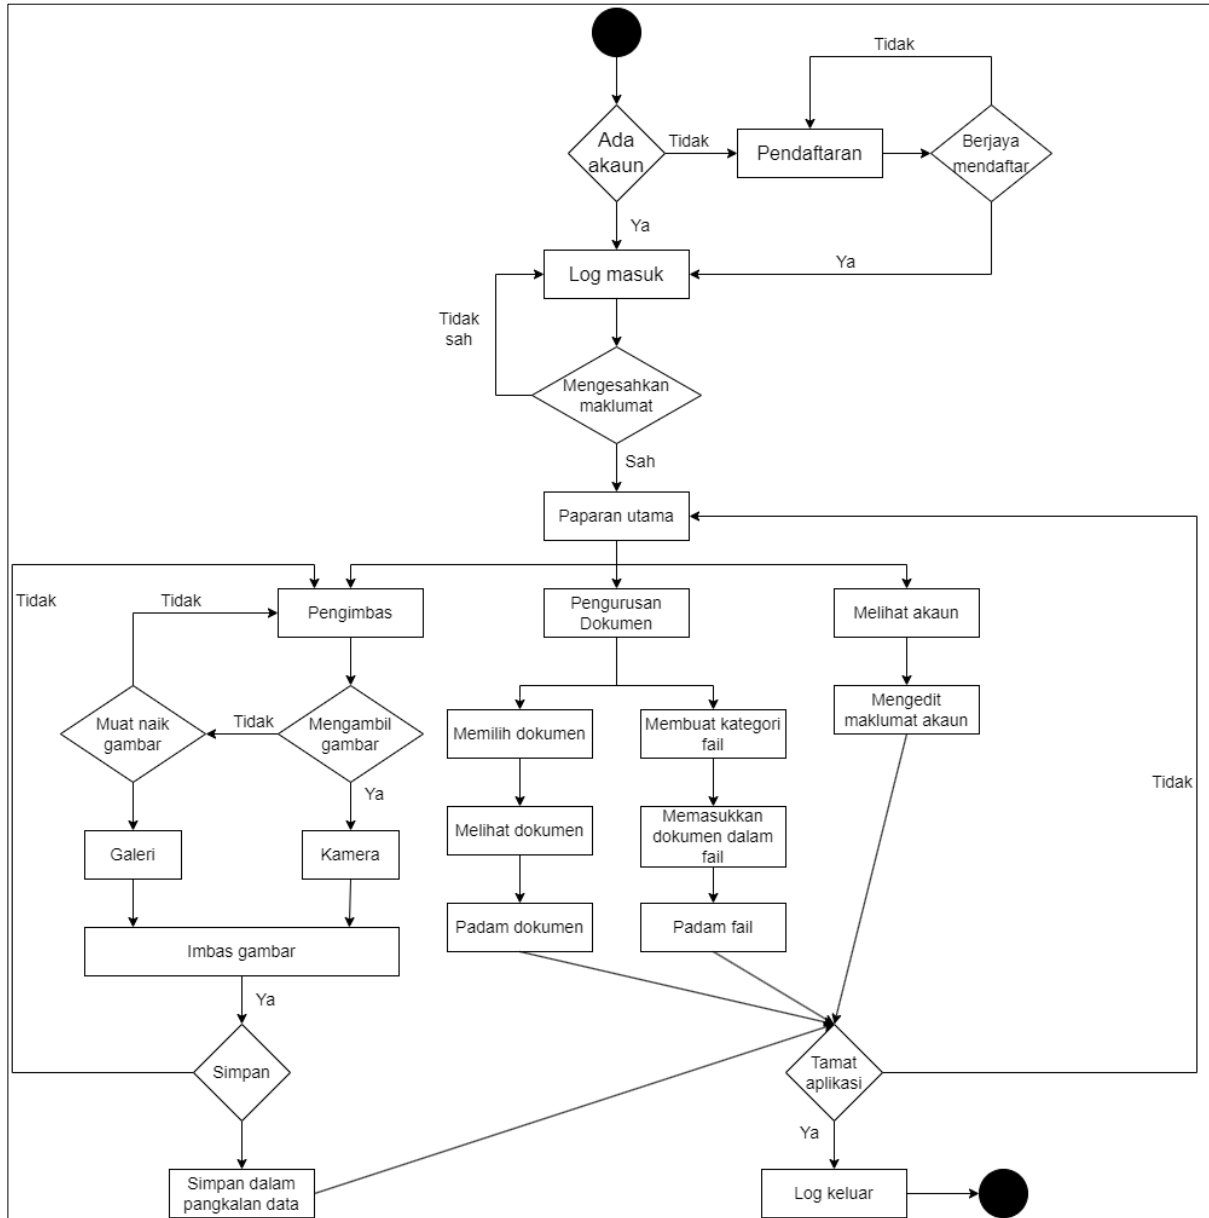 Tidak
Ada
akaun
Tidak
Pendaftaran
Berjaya
mendaftar
Ya
Log masuk
Ya
Tidak
sah
Mengesahkan
maklumat
Sah
Paparan utama
Tidak
Tidak
Pengimbas
Pengurusan
Dokumen
Melihat akaun
Muat naik
gambar
Tidak
Mengambil
gambar
Memilih dokumen
Membuat kategori
fail
Mengedit
maklumat akaun
Tidak
Ya
Galeri
Kamera
Melihat dokumen
Memasukkan
dokumen dalam
fail
Padam dokumen
Padam fail
Imbas gambar
Ya
Simpan
Tamat
aplikasi
Ya
Simpan dalam
pangkalan data
Log keluar